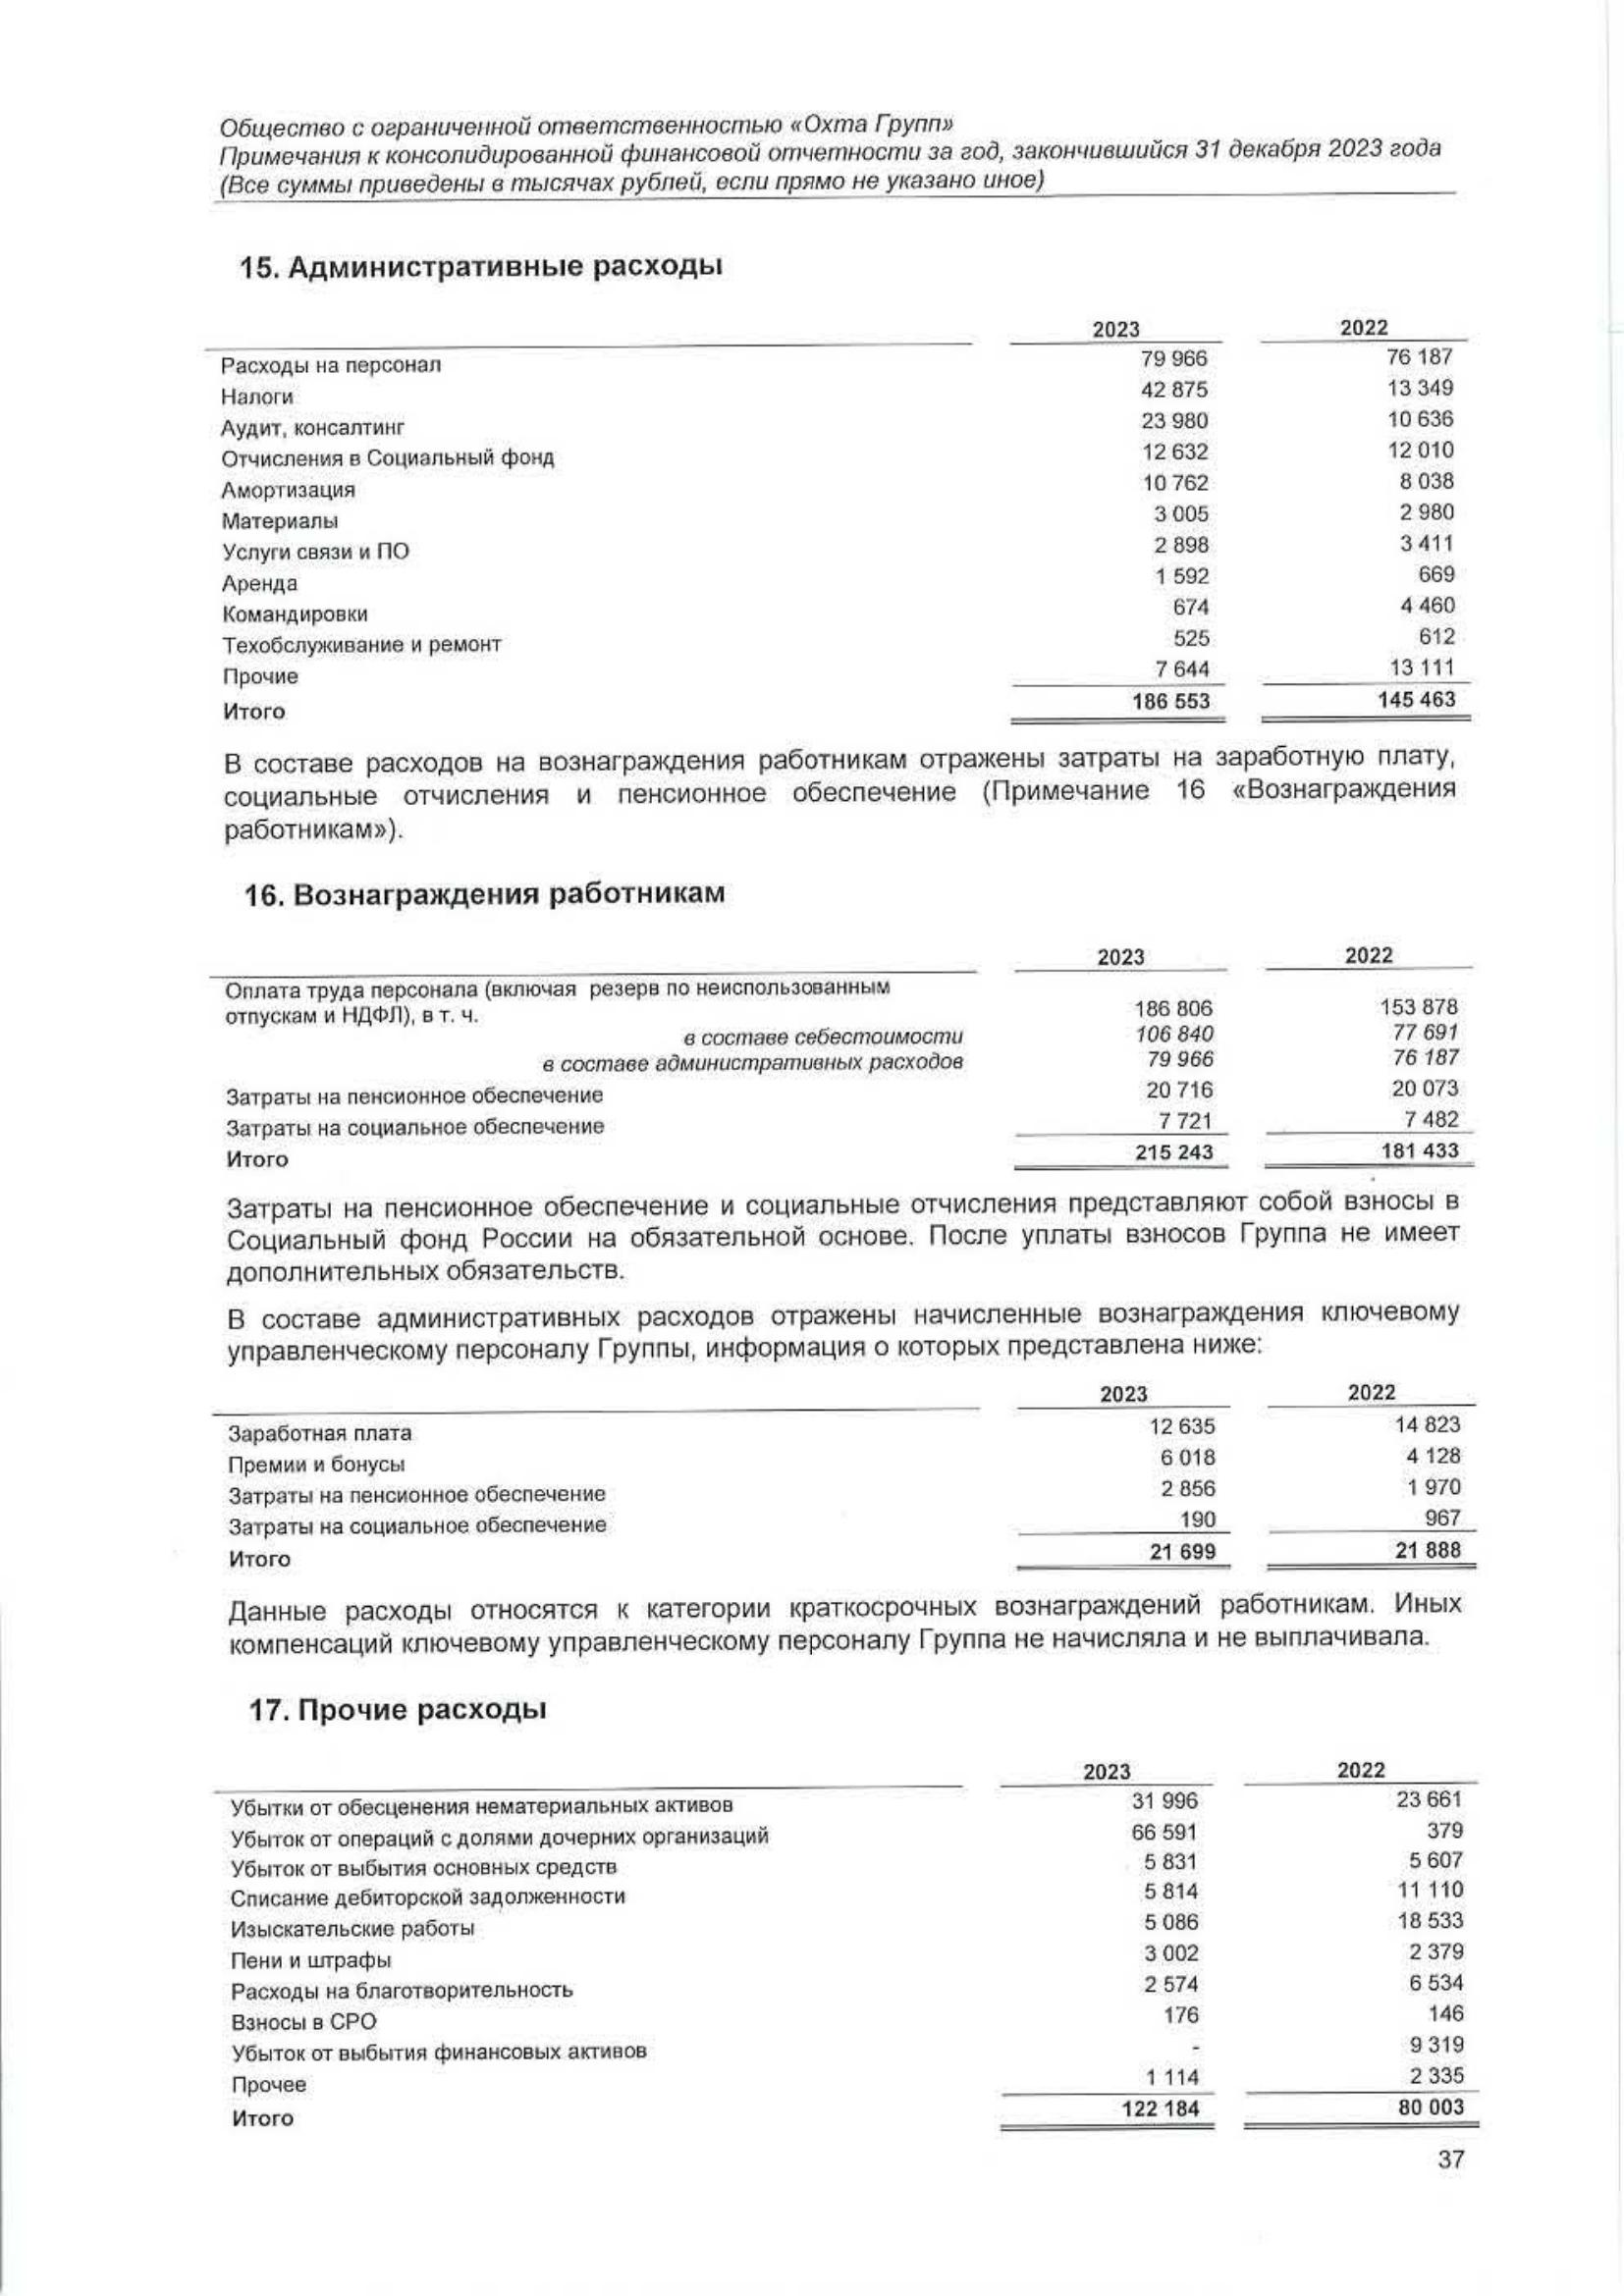 Общество с ограниченной ответственностью «Охта Групп»
Примечания к консолидированной финансовой отчетности за год, закончившийся 31 декабря 2023 года
(Все суммы приведены в тысячах рублей, если прямо не указано иное)
15. Административные расходы
2023 2022
Расходы на персонал 79 966 76 187
Налоги 42 875 13 349
Аудит, консалтинг 23 980 10 636
Отчисления в Социальный фонд 12 632 12 010
Амортизация 10 762 8 038
Материалы 3 005 2 980
Услуги связи и ПО 2 898 3 411
Аренда 1 592 669
Командировки 674 4 460
Техобслуживание и ремонт 525 612
Прочие 7 644 13 111
Итого 186 553 145 463
В составе расходов на вознаграждения работникам отражены затраты на заработную плату,
социальные отчисления и пенсионное обеспечение (Примечание 16 «Вознаграждения
работникам»).
16. Вознаграждения работникам
2023 2022
Оплата труда персонала (включая резерв по неиспользованным
отпускам и НДФЛ), в т. ч. 186 806 153 878
в составе себестоимости 106 840 77 691
в составе административных расходов 79 966 76 187
Затраты на пенсионное обеспечение 20 716 20 073
Затраты на социальное обеспечение 7 721 7 482
Итого 215 243 181 433
Затраты на пенсионное обеспечение и социальные отчисления представляют собой взносы в
Социальный фонд России на обязательной основе. После уплаты взносов Группа не имеет
дополнительных обязательств.
В составе административных расходов отражены начисленные вознаграждения ключевому
управленческому персоналу Группы, информация о которых представлена ниже:
2023 2022
Заработная плата 12 635 14 823
Премии и бонусы 6 018 4 128
Затраты на пенсионное обеспечение 2 856 1 970
Затраты на социальное обеспечение 190 967
Итого 21 699 21 888
Данные расходы относятся к категории краткосрочных вознаграждений работникам. Иных
компенсаций ключевому управленческому персоналу Группа не начисляла и не выплачивала.
17. Прочие расходы
2023 2022
Убытки от обесценения нематериальных активов 31 996 23 661
Убыток от операций с долями дочерних организаций 66 591 379
Убыток от выбытия основных средств 5 831 5 607
Списание дебиторской задолженности 5 814 11 110
Изыскательские работы 5 086 18 533
Пени и штрафы 3 002 2 379
Расходы на благотворительность 2 574 6 534
Взносы в СРО 176 146
Убыток от выбытия финансовых активов - 9 319
Прочее 1 114 2 335
Итого 122 184 80 003
37